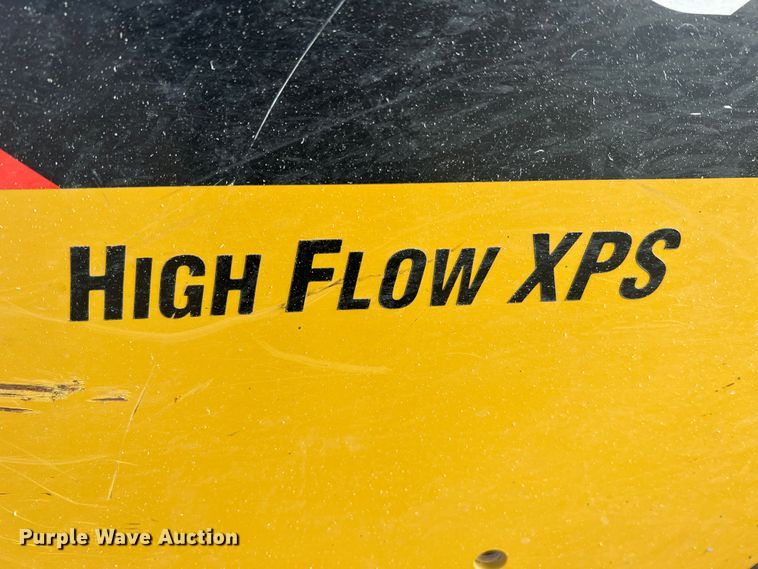 HIGH FLOW XPS
Purple Wave Auction